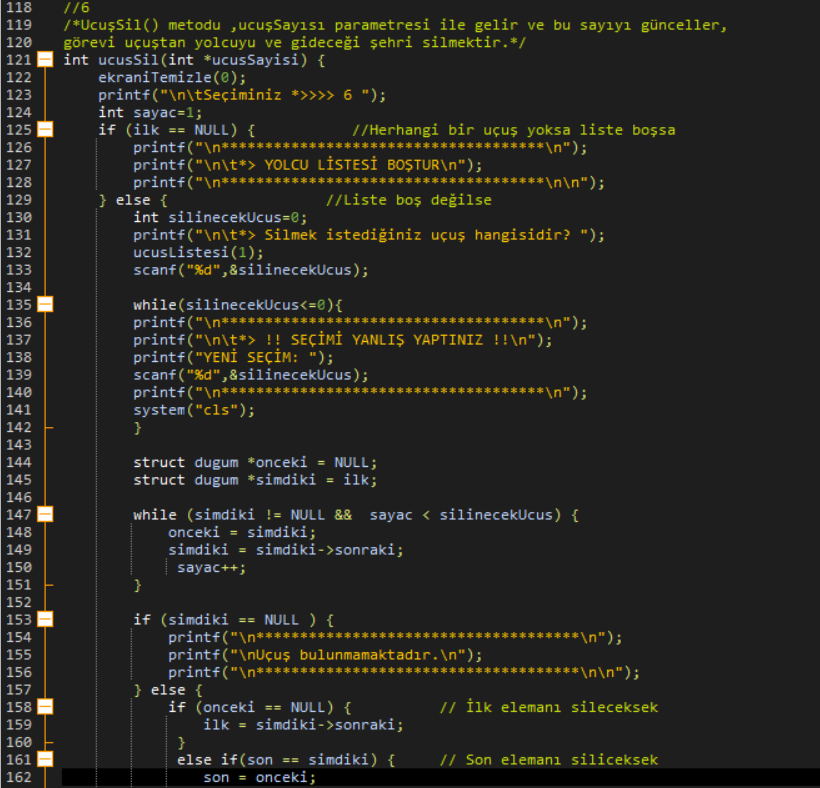 118 //6
119 /*UcuşSil() metodu ,ucuşSayısı parametresi ile gelir ve bu sayıyı günceller,
120 görevi uçuştan yolcuyu ve gideceği şehri silmektir.*/
121 int ucusSil(int *ucusSayisi) {
122 ekraniTemizle(0);
123 printf("\n\tSeçiminiz *>>>> 6 ");
124 int sayac=1;
125 if (ilk == NULL) { //Herhangi bir uçuş yoksa liste boşsa
126 printf("\n*************************************\n");
127 printf("\n\t*> YOLCU LİSTESİ BOŞTUR\n");
128 printf("\n*************************************\n\n");
129 } else { //Liste boş değilse
130 int silinecekUcus=0;
131 printf("\n\t*> Silmek istediğiniz uçuş hangisidir? ");
132 ucusListesi(1);
133 scanf("%d",&silinecekUcus);
134
135 while(silinecekUcus<=0){
136 printf("\n*************************************\n");
137 printf("\n\t*> !! SEÇİMİ YANLIŞ YAPTINIZ !!\n");
138 printf("YENİ SEÇİM: ");
139 scanf("%d",&silinecekUcus);
140 printf("\n*************************************\n");
141 system("cls");
142 }
143
144 struct dugum *onceki = NULL;
145 struct dugum *simdiki = ilk;
146
147 while (simdiki != NULL && sayac < silinecekUcus) {
148 onceki = simdiki;
149 simdiki = simdiki->sonraki;
150 sayac++;
151 }
152
153 if (simdiki == NULL ) {
154 printf("\n*************************************\n");
155 printf("\nUçuş bulunmamaktadır.\n");
156 printf("\n*************************************\n\n");
157 } else {
158 if (onceki == NULL) { // İlk elemanı sileceksek
159 ilk = simdiki->sonraki;
160 }
161 else if(son == simdiki) { // Son elemanı siliceksek
162 son = onceki;